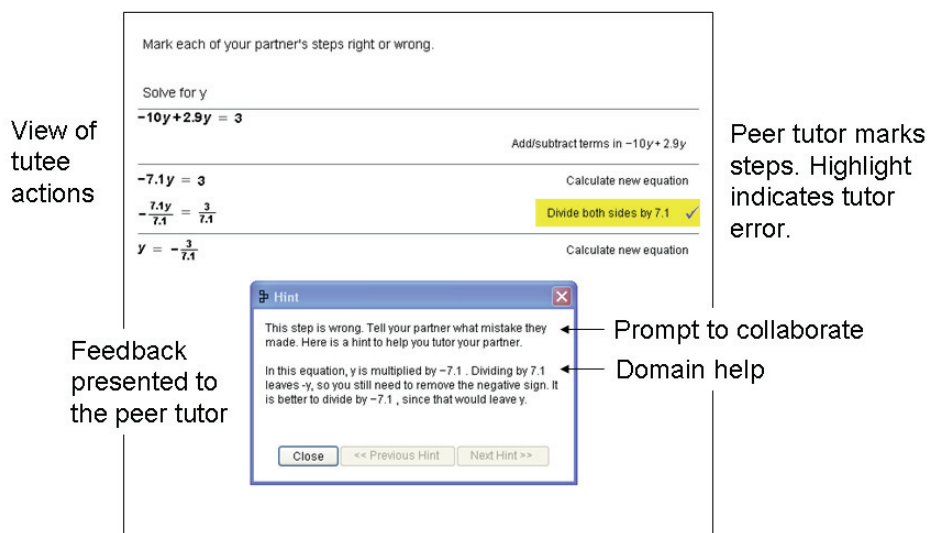 Mark each of your partner's steps right or wrong.
Solve for y
−10y+2.9y = 3
Add/subtract terms in −10y+ 2.9y
−7.1y = 3
Calculate new equation
−7.1y/7.1 = 3/7.1
Divide both sides by 7.1 ✓
y = −3/7.1
Calculate new equation
View of
tutee
actions
Peer tutor marks
steps. Highlight
indicates tutor
error.
Hint
This step is wrong. Tell your partner what mistake they
made. Here is a hint to help you tutor your partner.
In this equation, y is multiplied by −7.1 . Dividing by 7.1
leaves -y, so you still need to remove the negative sign. It
is better to divide by −7.1 , since that would leave y.
Close
<< Previous Hint
Next Hint >>
Feedback
presented to
the peer tutor
Prompt to collaborate
Domain help